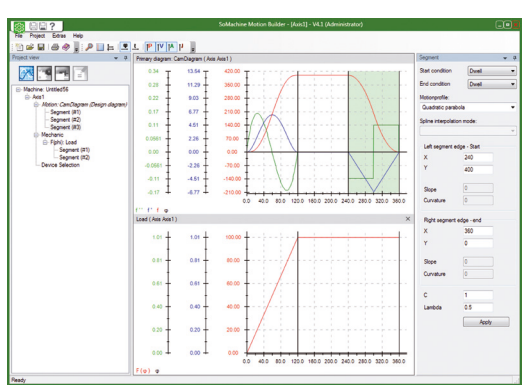 SoMachine Motion Builder - [Axis1] - V4.1 (Administrator)
File Project Extras Help
Project view
Machine: Untitled56
Axis1
Motion: CamDiagram (Design diagram)
Segment (#1)
Segment (#2)
Segment (#3)
Mechanic
F(phi): Load
Segment (#1)
Segment (#2)
Device Selection
Primary diagram: CamDiagram ( Axis Axis1 )
0.34 13.54 420.00
0.28 11.29 350.00
0.22 9.03 280.00
0.17 6.77 210.00
0.11 4.51 140.00
2.26 70.00
0.00 0.00 0.00
-2.26 -70.00
-0.11 -4.51 -140.00
-0.17 -6.77 -210.00
0.0 40.0 80.0 120.0 160.0 200.0 240.0 280.0 320.0 360.0
f'' f' f φ
Load ( Axis Axis1 )
1.01 1.01 100.00
0.81 0.81 80.00
0.61 0.61 60.00
0.40 0.40 40.00
0.20 0.20 20.00
0.00 0.00 0.00
0.0 40.0 80.0 120.0 160.0 200.0 240.0 280.0 320.0 360.0
F(φ) φ
Segment
Start condition Dwell
End condition Dwell
Motionprofile:
Quadratic parabola
Spline interpolation mode:
Left segment edge - Start
X 240
Y 400
Slope 0
Curvature 0
Right segment edge -end
X 360
Y 0
Slope 0
Curvature 0
C 1
Lambda 0.5
Apply
Ready